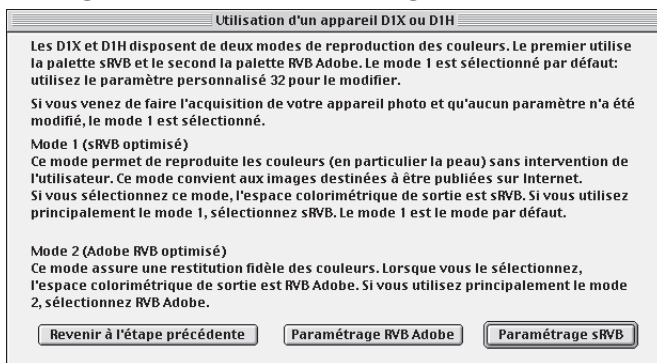 Utilisation d'un appareil D1X ou D1H
Les D1X et D1H disposent de deux modes de reproduction des couleurs. Le premier utilise
la palette sRVB et le second la palette RVB Adobe. Le mode 1 est sélectionné par défaut:
utilisez le paramètre personnalisé 32 pour le modifier.
Si vous venez de faire l'acquisition de votre appareil photo et qu'aucun paramètre n'a été
modifié, le mode 1 est sélectionné.
Mode 1 (sRVB optimisé)
Ce mode permet de reproduite les couleurs (en particulier la peau) sans intervention de
l'utilisateur. Ce mode convient aux images destinées à être publiées sur Internet.
Si vous sélectionnez ce mode, l'espace colorimétrique de sortie est sRVB. Si vous utilisez
principalement le mode 1, sélectionnez sRVB. Le mode 1 est le mode par défaut.
Mode 2 (Adobe RVB optimisé)
Ce mode assure une restitution fidèle des couleurs. Lorsque vous le sélectionnez,
l'espace colorimétrique de sortie est RVB Adobe. Si vous utilisez principalement le mode
2, sélectionnez RVB Adobe.
Revenir à l'étape précédente Paramétrage RVB Adobe Paramétrage sRVB